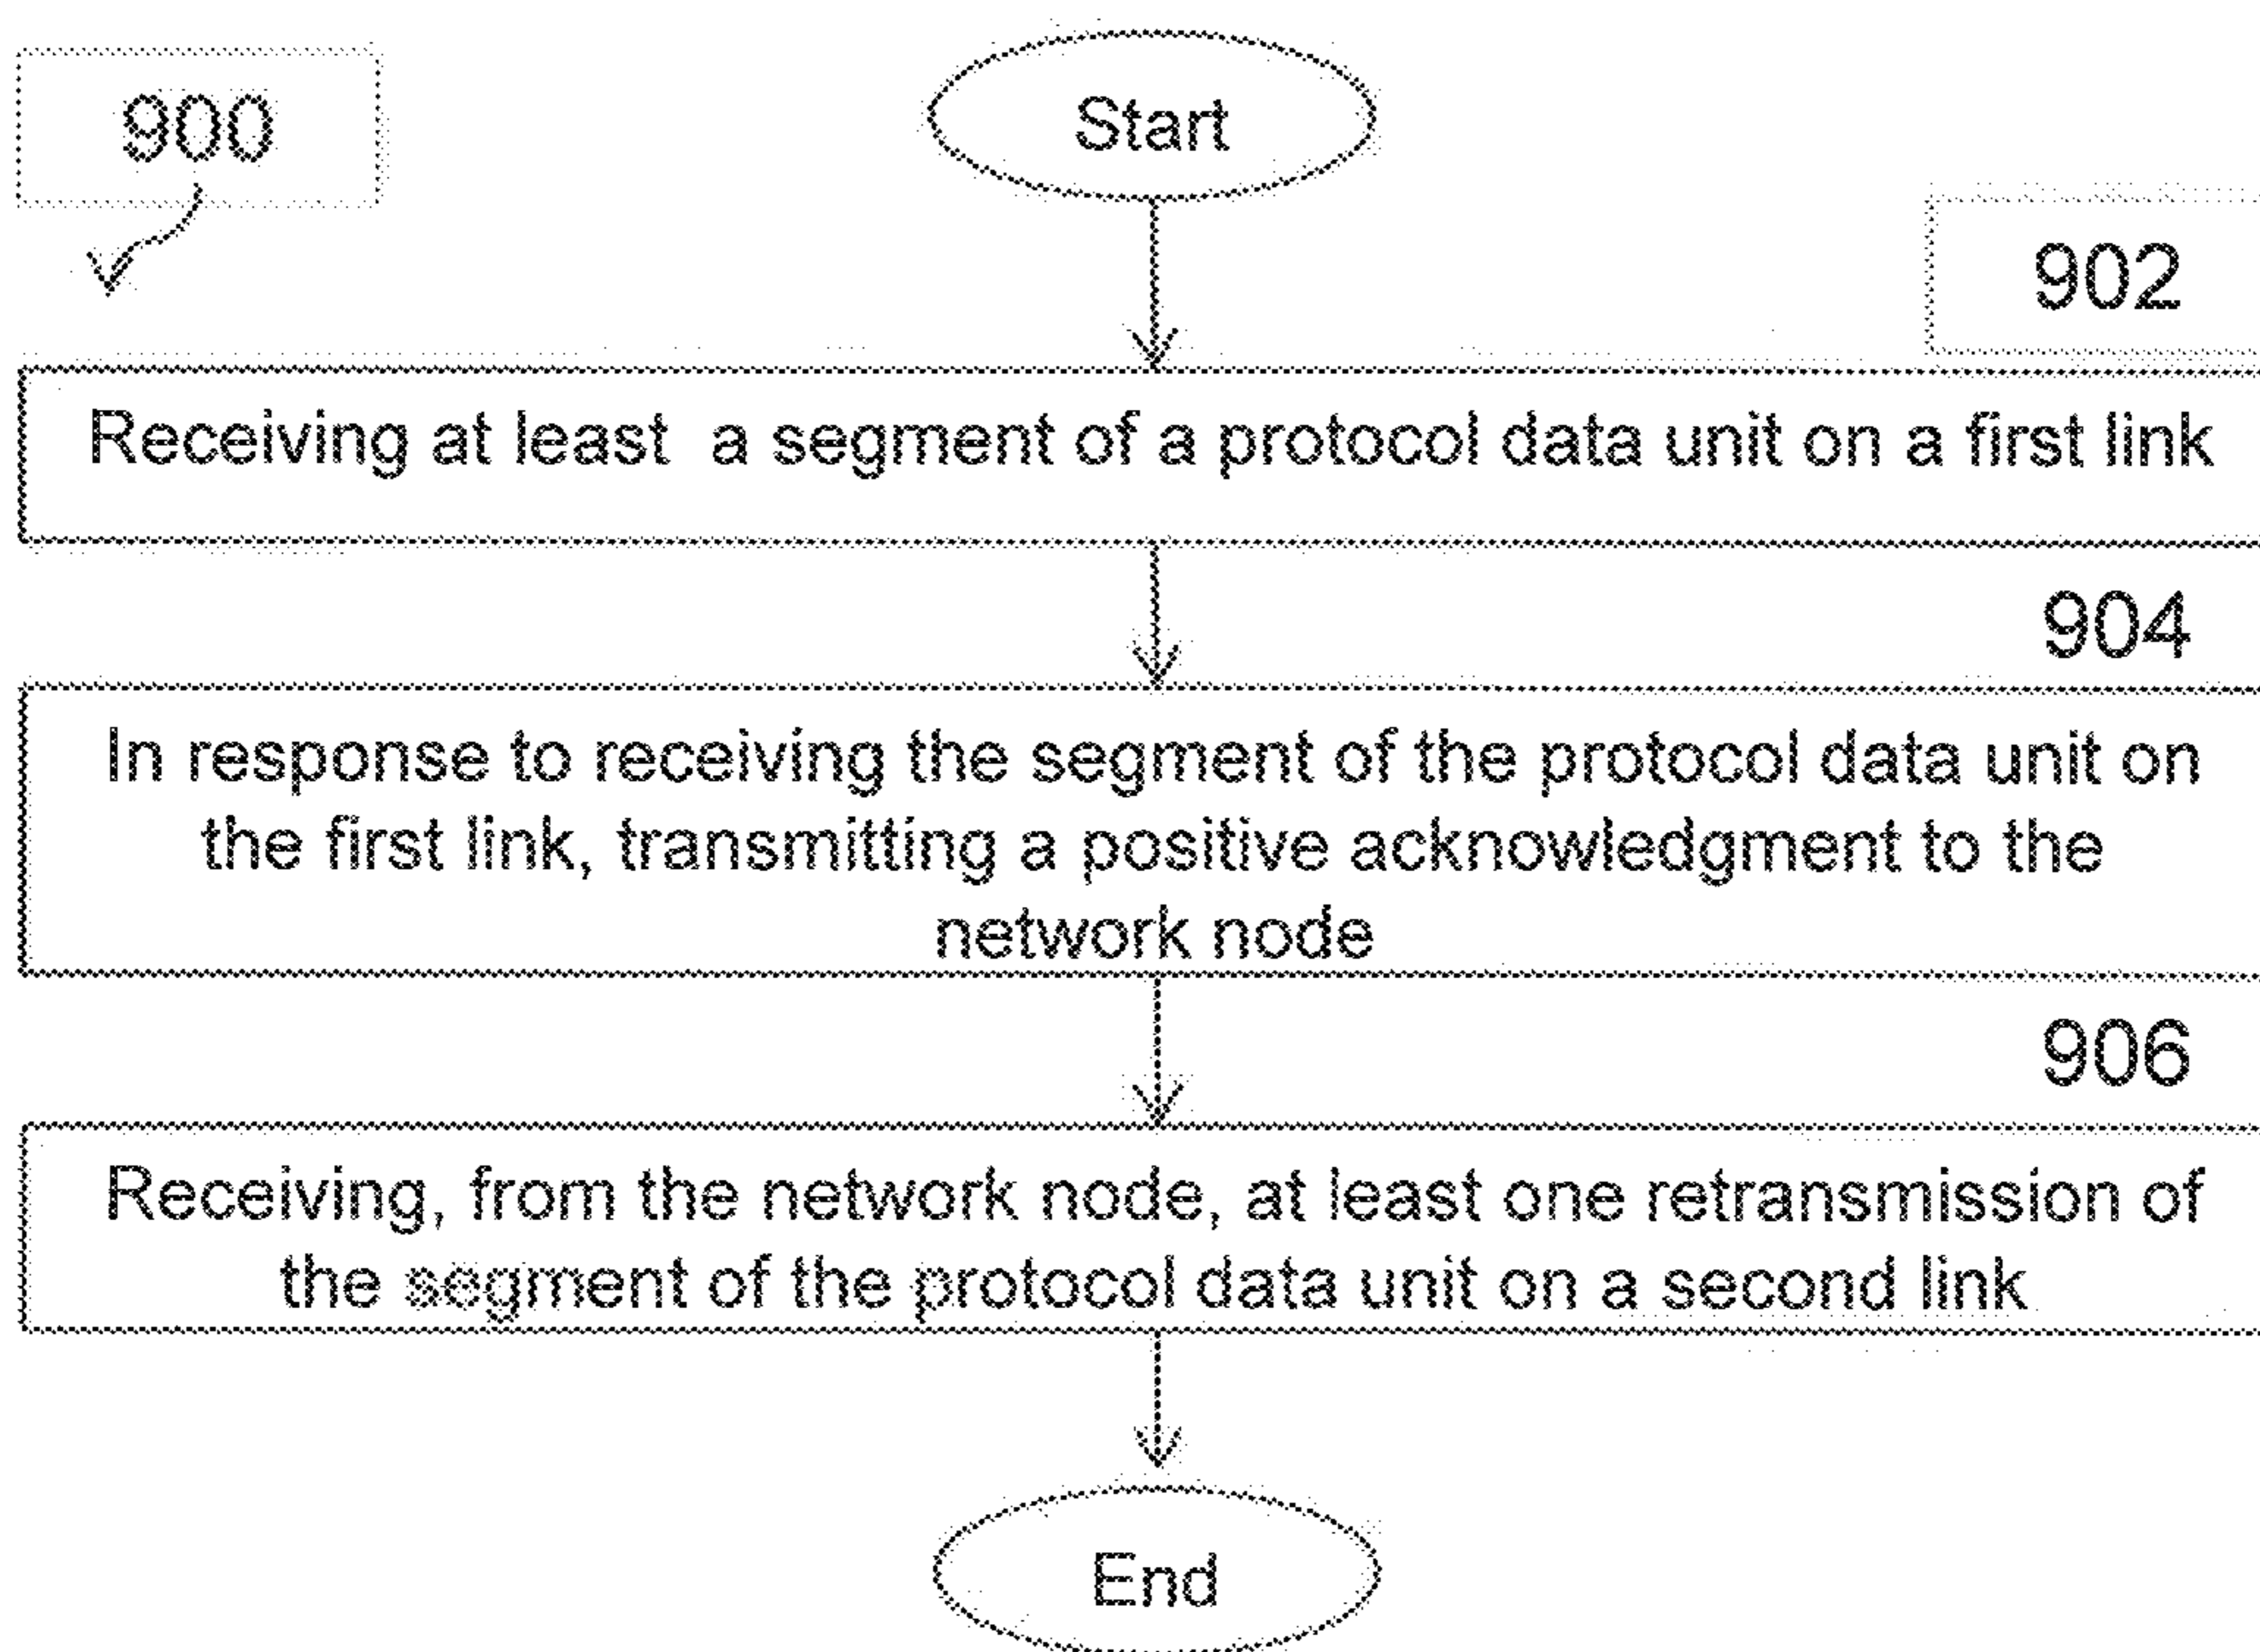 900
Start
902
Receiving at least a segment of a protocol data unit on a first link
904
In response to receiving the segment of the protocol data unit on
the first link, transmitting a positive acknowledgment to the
network node
906
Receiving, from the network node, at least one retransmission of
the segment of the protocol data unit on a second link
End